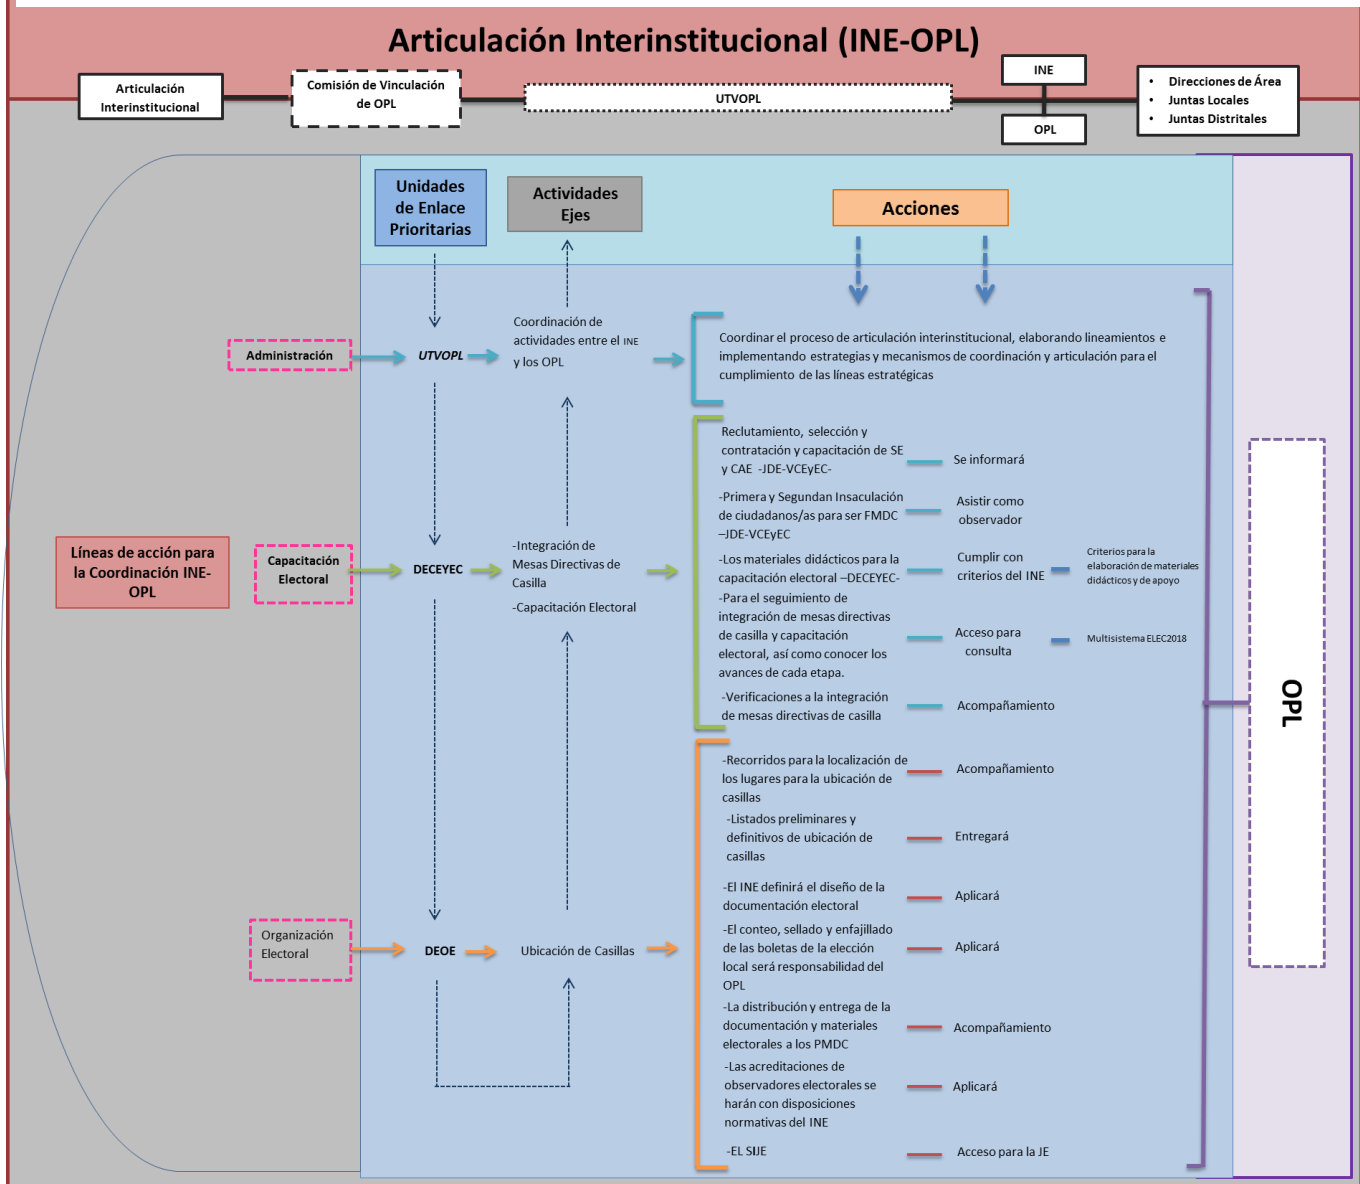 Articulación Interinstitucional (INE-OPL)
Articulación
Interinstitucional
Comisión de Vinculación
de OPL
UTVOPL
INE
OPL
• Direcciones de Área
• Juntas Locales
• Juntas Distritales
Unidades
de Enlace
Prioritarias
Actividades
Ejes
Acciones
Líneas de acción para
la Coordinación INE-
OPL
Administración
UTVOPL
Coordinación de
actividades entre el INE
y los OPL
Coordinar el proceso de articulación interinstitucional, elaborando lineamientos e
implementando estrategias y mecanismos de coordinación y articulación para el
cumplimiento de las líneas estratégicas
Capacitación
Electoral
DECEYEC
-Integración de
Mesas Directivas de
Casilla
-Capacitación Electoral
Reclutamiento, selección y
contratación y capacitación de SE
y CAE -JDE-VCEyEC-
Se informará
-Primera y Segundan Insaculación
de ciudadanos/as para ser FMDC
–JDE-VCEyEC
Asistir como
observador
-Los materiales didácticos para la
capacitación electoral –DECEYEC-
Cumplir con
criterios del INE
Criterios para la
elaboración de materiales
didácticos y de apoyo
-Para el seguimiento de
integración de mesas directivas
de casilla y capacitación
electoral, así como conocer los
avances de cada etapa.
Acceso para
consulta
Multisistema ELEC2018
-Verificaciones a la integración
de mesas directivas de casilla
Acompañamiento
Organización
Electoral
DEOE
Ubicación de Casillas
-Recorridos para la localización de
los lugares para la ubicación de
casillas
Acompañamiento
-Listados preliminares y
definitivos de ubicación de
casillas
Entregará
-El INE definirá el diseño de la
documentación electoral
Aplicará
-El conteo, sellado y enfajillado
de las boletas de la elección
local será responsabilidad del
OPL
Aplicará
-La distribución y entrega de la
documentación y materiales
electorales a los PMDC
Acompañamiento
-Las acreditaciones de
observadores electorales se
harán con disposiciones
normativas del INE
Aplicará
-EL SIJE
Acceso para la JE
OPL